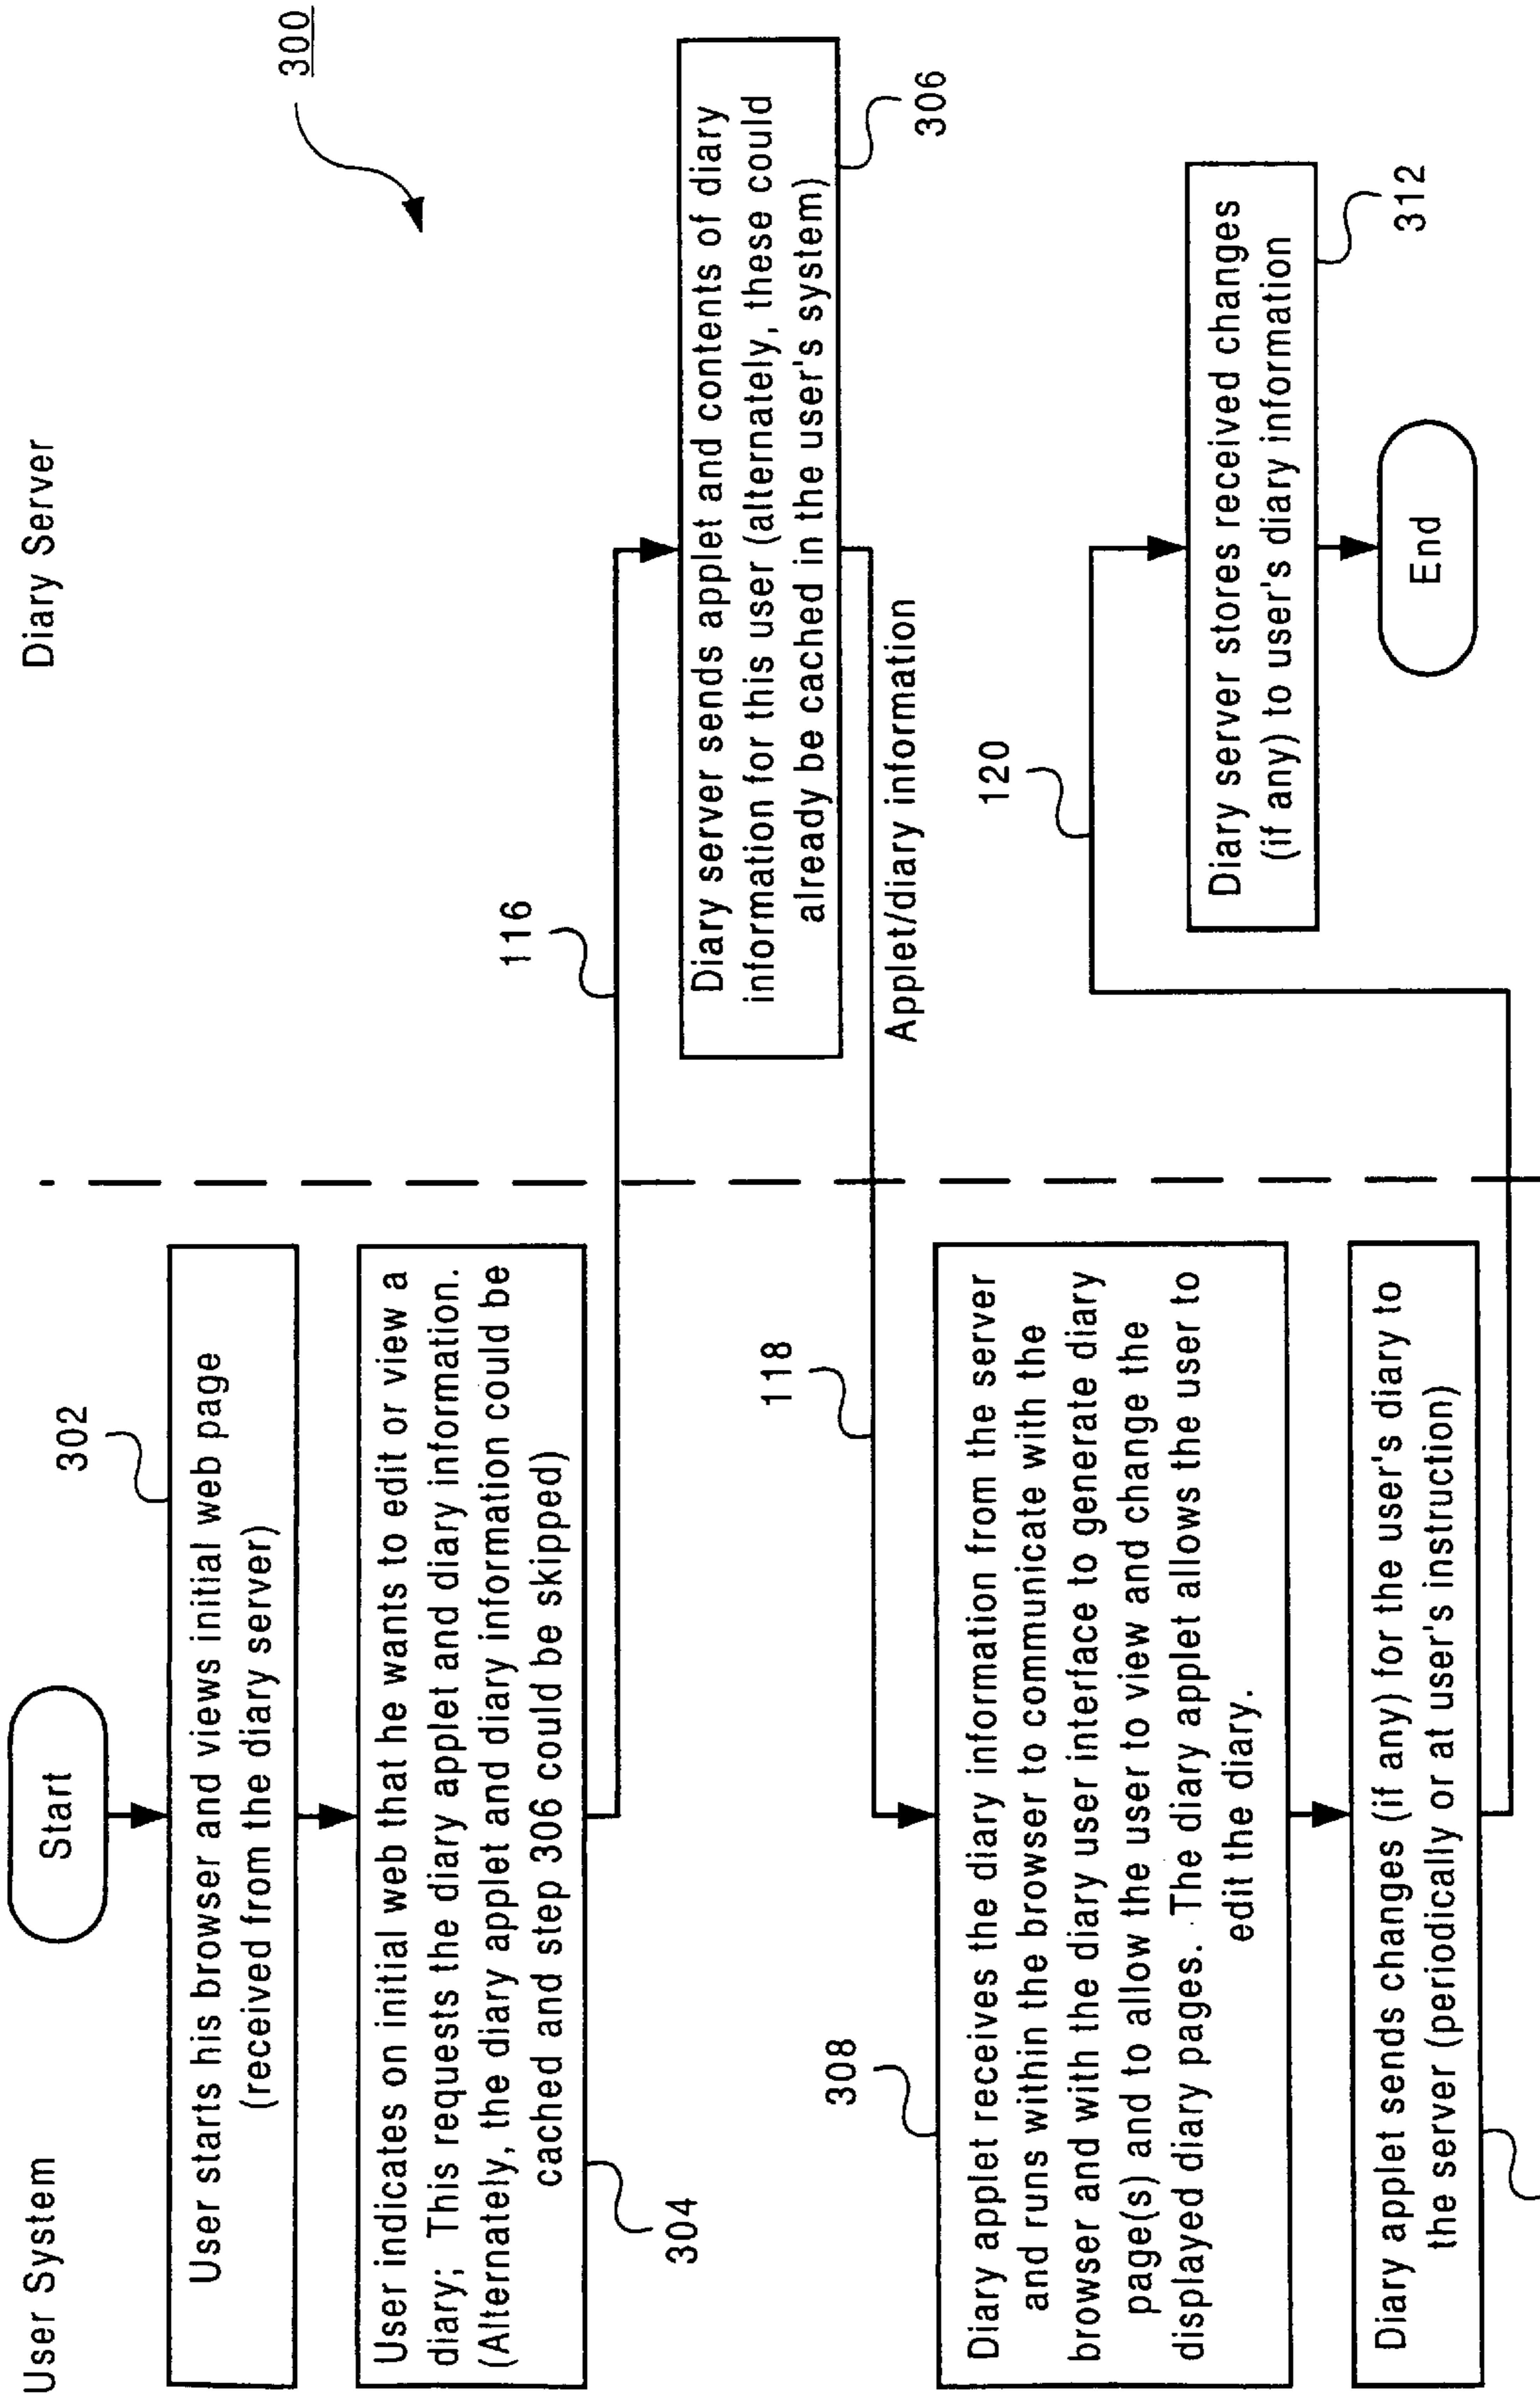 User System
Diary Server
300
Start
302
User starts his browser and views initial web page
(received from the diary server)
User indicates on initial web that he wants to edit or view a
diary; This requests the diary applet and diary information.
(Alternately, the diary applet and diary information could be
cached and step 306 could be skipped)
304
116
Diary server sends applet and contents of diary
information for this user (alternately, these could
already be cached in the user's system)
306
Applet/diary information
118
308
Diary applet receives the diary information from the server
and runs within the browser to communicate with the
browser and with the diary user interface to generate diary
page(s) and to allow the user to view and change the
displayed diary pages. The diary applet allows the user to
edit the diary.
Diary applet sends changes (if any) for the user's diary to
the server (periodically or at user's instruction)
120
Diary server stores received changes
(if any) to user's diary information
312
End